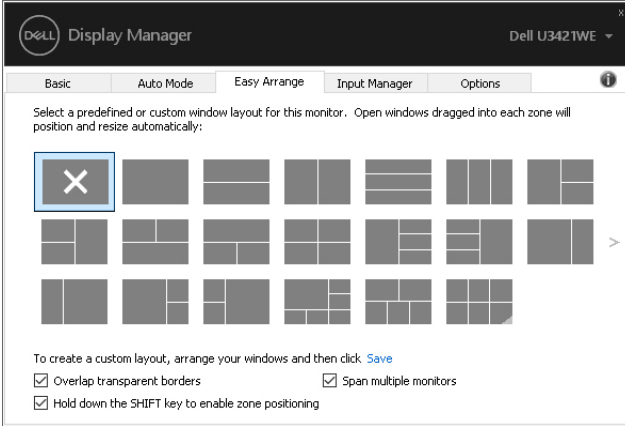 x
DELL Display Manager
Dell U3421WE
Basic Auto Mode Easy Arrange Input Manager Options
Select a predefined or custom window layout for this monitor. Open windows dragged into each zone will
position and resize automatically:
>
To create a custom layout, arrange your windows and then click Save
Overlap transparent borders Span multiple monitors
Hold down the SHIFT key to enable zone positioning